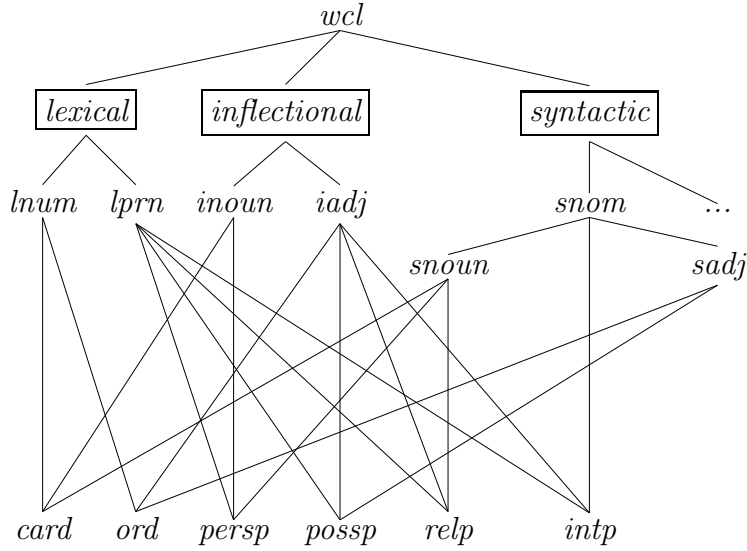 wcl
lexical inflectional syntactic
lnum lprn inoun iadj snom ...
snoun sadj
card ord persp possp relp intp